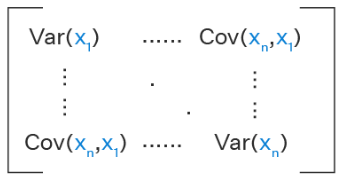 Var(x₁) ...... Cov(xₙ,x₁)
⋮ . ⋮
⋮ . ⋮
Cov(xₙ,x₁) ...... Var(xₙ)